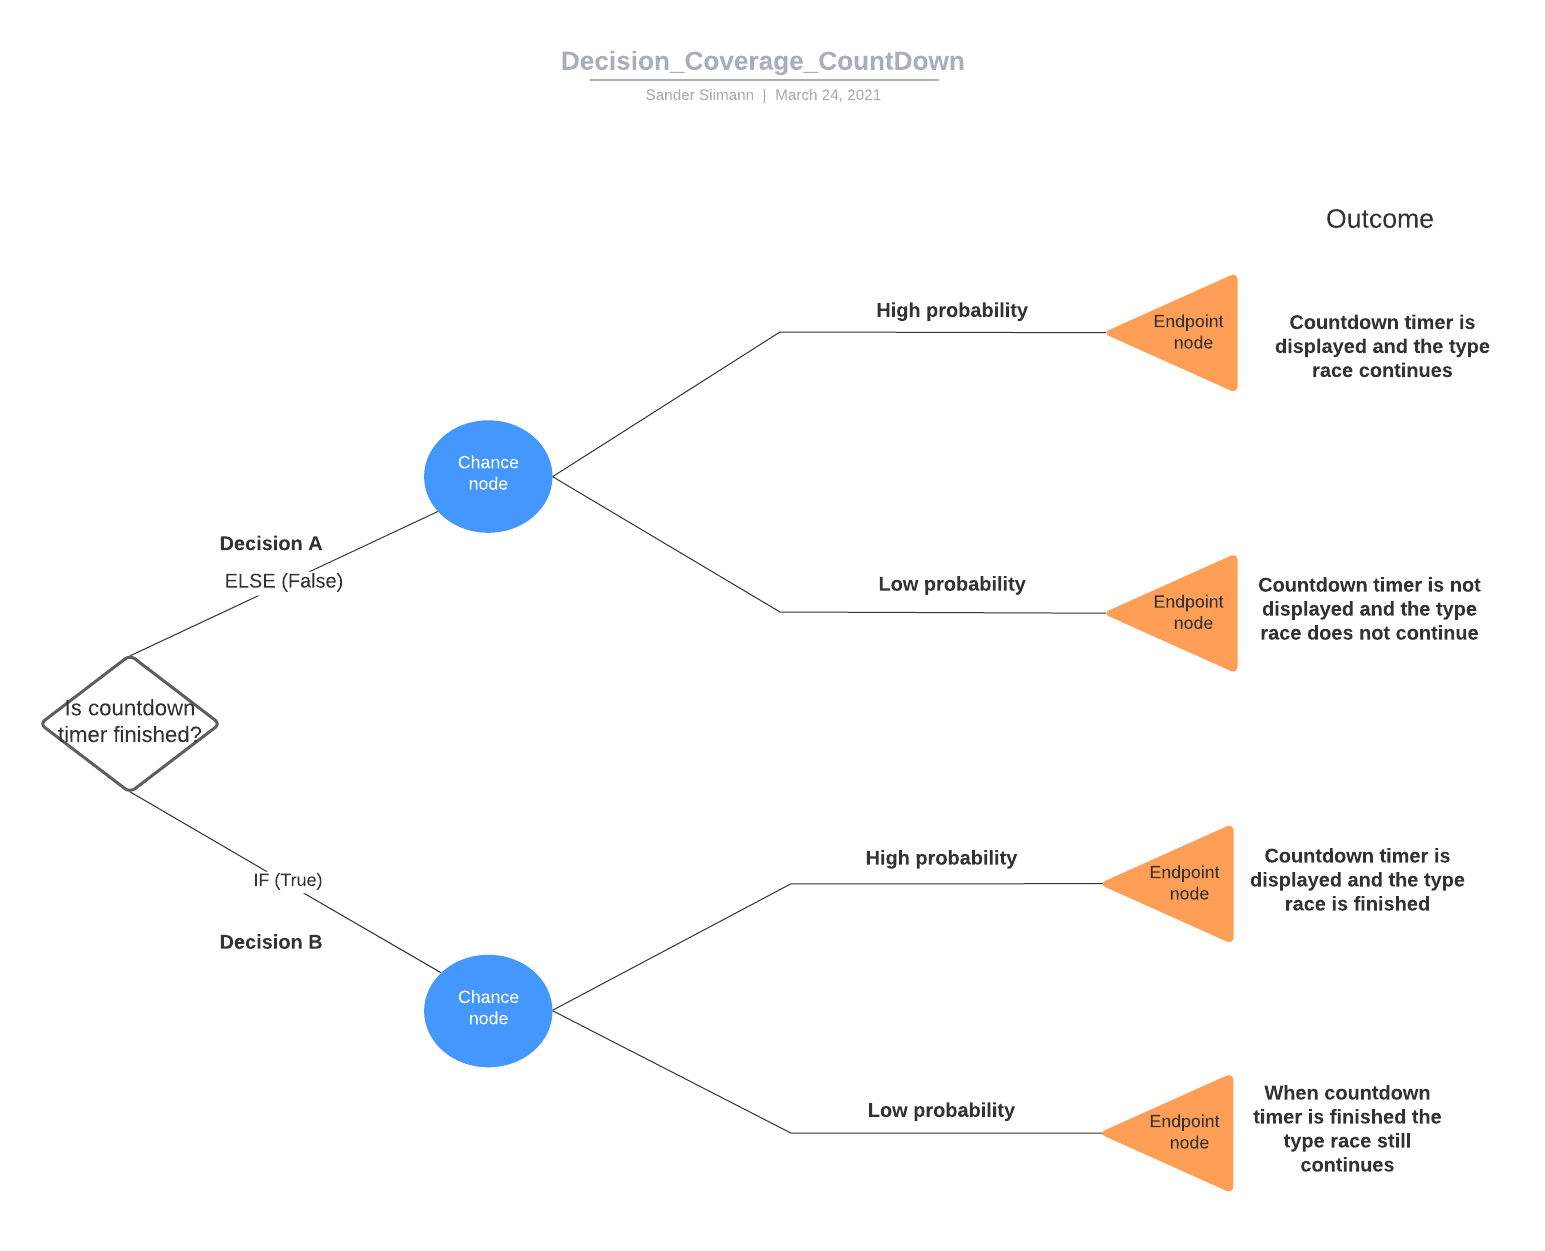 Decision_Coverage_CountDown
Sander Siimann | March 24, 2021
Outcome
High probability
Endpoint
node
Countdown timer is
displayed and the type
race continues
Chance
node
Decision A
ELSE (False)
Low probability
Endpoint
node
Countdown timer is not
displayed and the type
race does not continue
Is countdown
timer finished?
IF (True)
Decision B
High probability
Endpoint
node
Countdown timer is
displayed and the type
race is finished
Chance
node
Low probability
Endpoint
node
When countdown
timer is finished the
type race still
continues